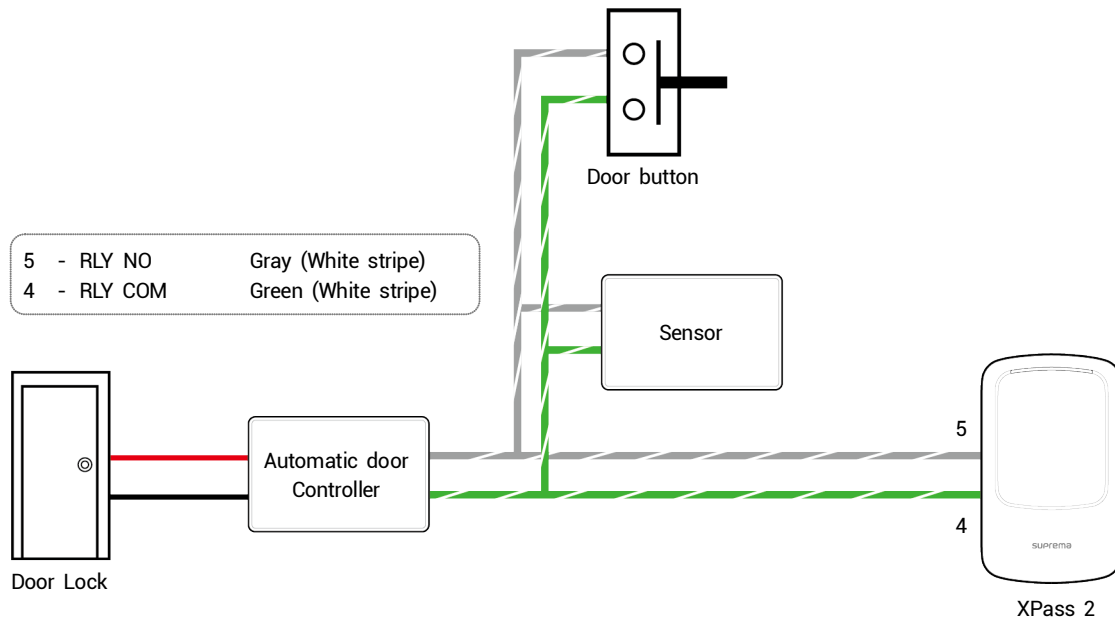 Door button
5 - RLY NO Gray (White stripe)
4 - RLY COM Green (White stripe)
Sensor
5
Automatic door
Controller
4
suprema
Door Lock
XPass 2